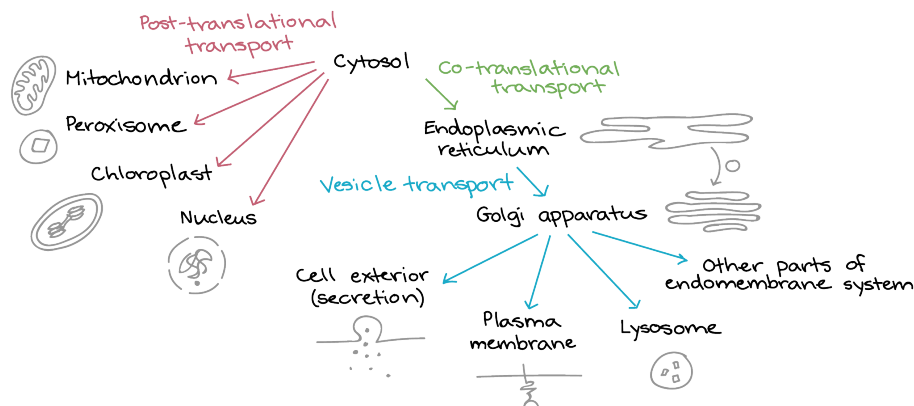 Post-translational
transport
Cytosol
Co-translational
transport
Mitochondrion
Peroxisome
Endoplasmic
reticulum
Chloroplast
Vesicle transport
Nucleus
Golgi apparatus
Cell exterior
(secretion)
Other parts of
endomembrane system
Plasma
membrane
Lysosome